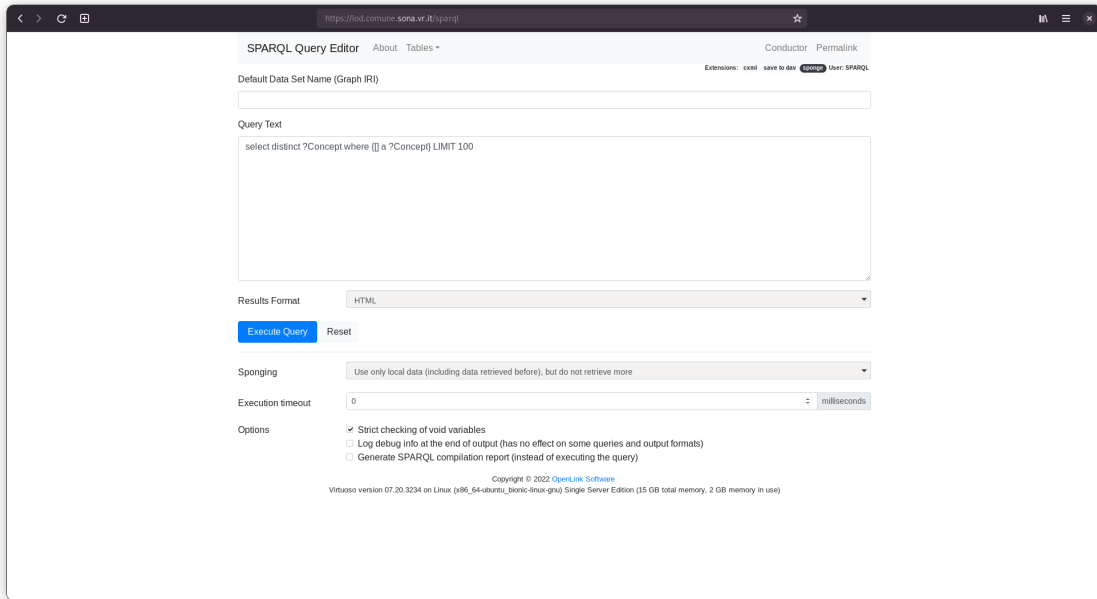 https://lod.comune.sona.vr.it/sparql
SPARQL Query Editor About Tables Conductor Permalink
Extensions: cxml save to dav sponge User: SPARQL
Default Data Set Name (Graph IRI)
Query Text
select distinct ?Concept where {[] a ?Concept} LIMIT 100
Results Format HTML
Execute Query Reset
Sponging Use only local data (including data retrieved before), but do not retrieve more
Execution timeout 0 milliseconds
Options Strict checking of void variables
Log debug info at the end of output (has no effect on some queries and output formats)
Generate SPARQL compilation report (instead of executing the query)
Copyright © 2022 OpenLink Software
Virtuoso version 07.20.3234 on Linux (x86_64-ubuntu_bionic-linux-gnu) Single Server Edition (15 GB total memory, 2 GB memory in use)